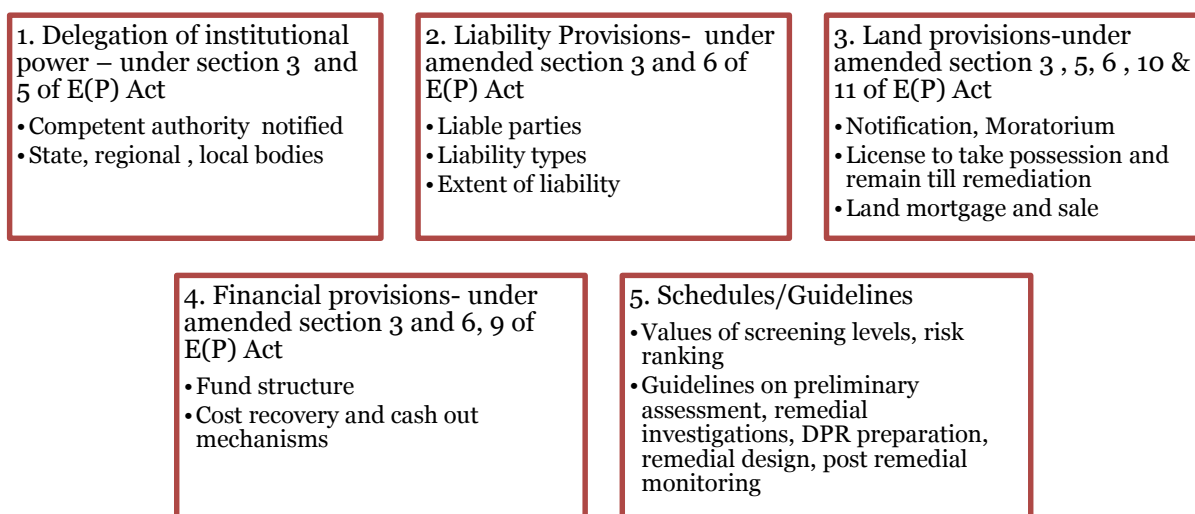 1. Delegation of institutional
power – under section 3 and
5 of E(P) Act
•Competent authority notified
•State, regional , local bodies
2. Liability Provisions- under
amended section 3 and 6 of
E(P) Act
•Liable parties
•Liability types
•Extent of liability
3. Land provisions-under
amended section 3 , 5, 6 , 10 &
11 of E(P) Act
•Notification, Moratorium
•License to take possession and
remain till remediation
•Land mortgage and sale
4. Financial provisions- under
amended section 3 and 6, 9 of
E(P) Act
•Fund structure
•Cost recovery and cash out
mechanisms
5. Schedules/Guidelines
•Values of screening levels, risk
ranking
•Guidelines on preliminary
assessment, remedial
investigations, DPR preparation,
remedial design, post remedial
monitoring